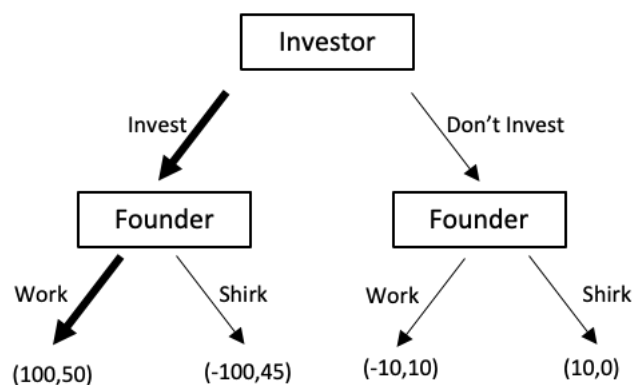 Investor
Invest
Don't Invest
Founder
Founder
Work
Shirk
Work
Shirk
(100,50)
(-100,45)
(-10,10)
(10,0)